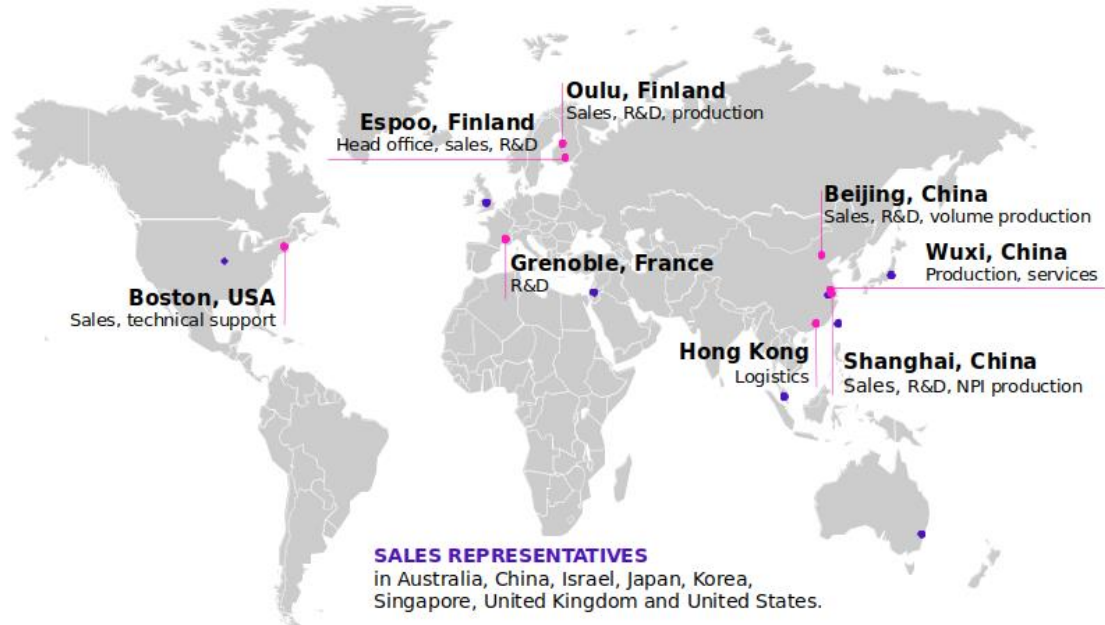 Oulu, Finland
Sales, R&D, production
Espoo, Finland
Head office, sales, R&D
Beijing, China
Sales, R&D, volume production
Wuxi, China
Production, services
Grenoble, France
R&D
Boston, USA
Sales, technical support
Hong Kong
Logistics
Shanghai, China
Sales, R&D, NPI production
SALES REPRESENTATIVES
in Australia, China, Israel, Japan, Korea,
Singapore, United Kingdom and United States.